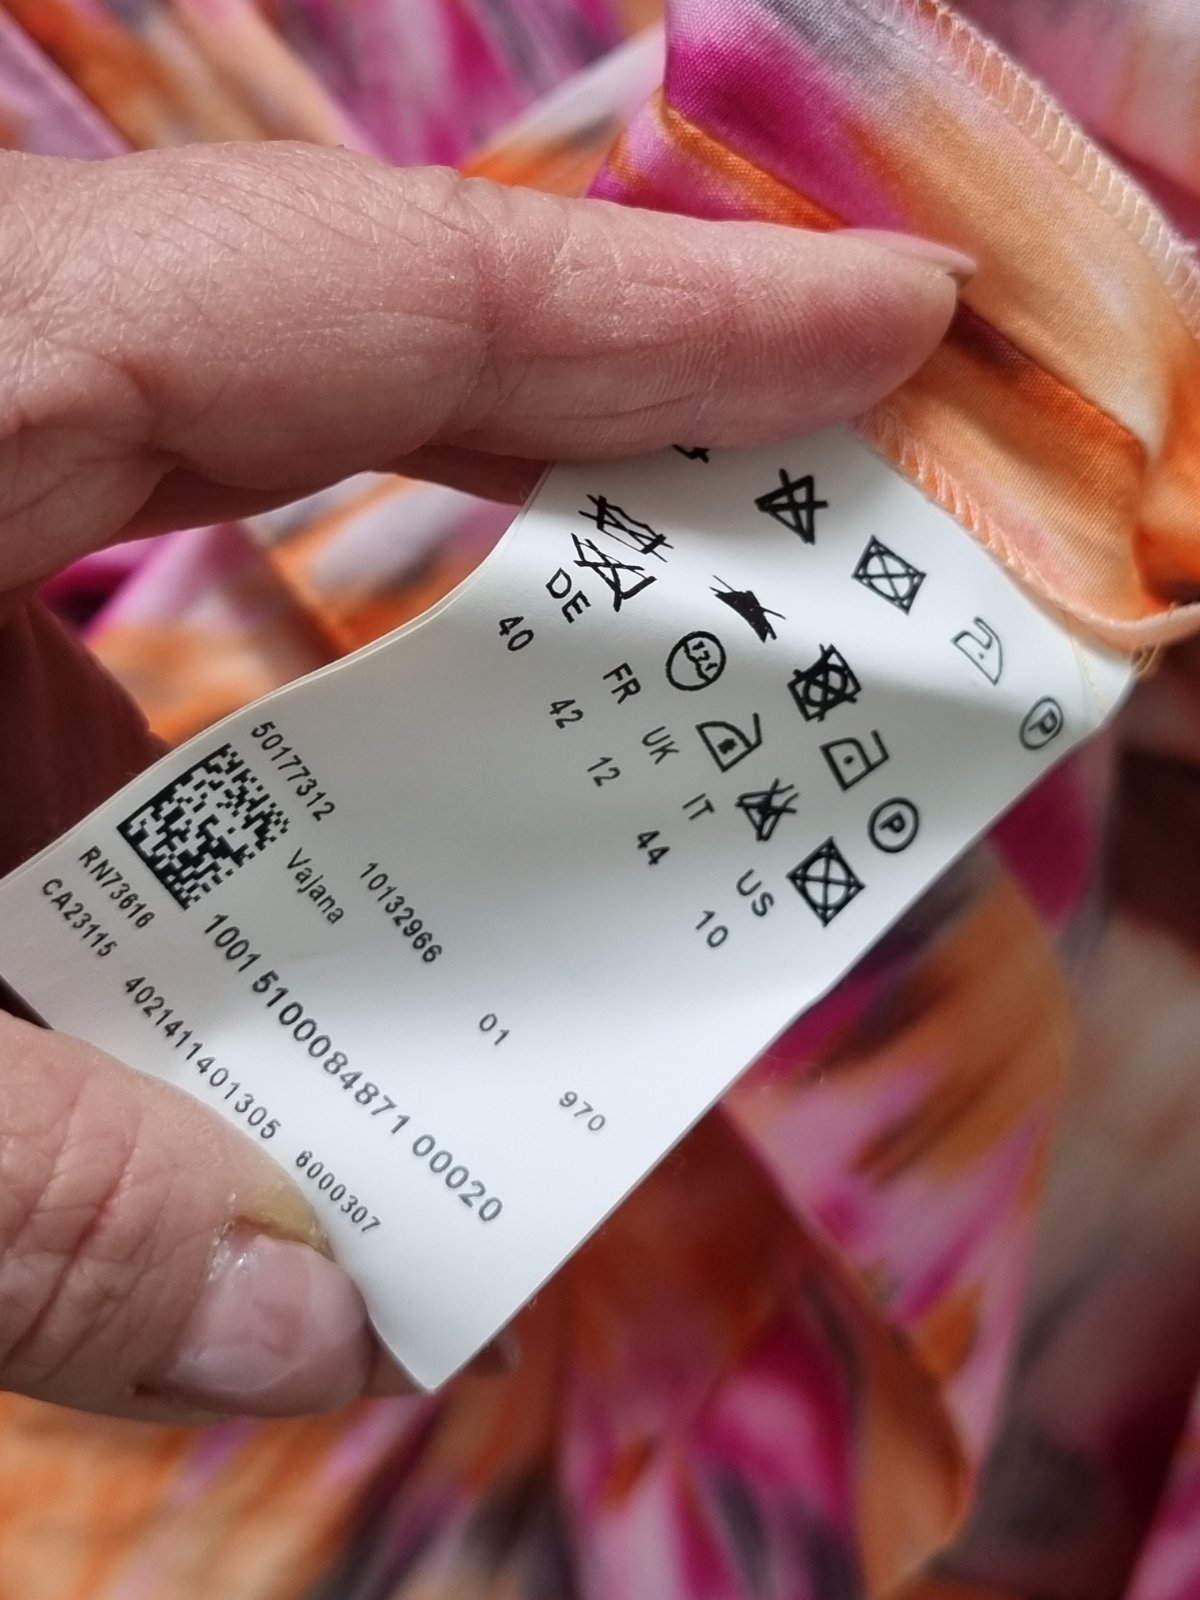 P
P
DE FR UK IT US
40 42 12 44 10
50177312 10132966 01 970
Vajana
1001 5100084871 00020
RN73616
CA23115 4021411401305 6000307